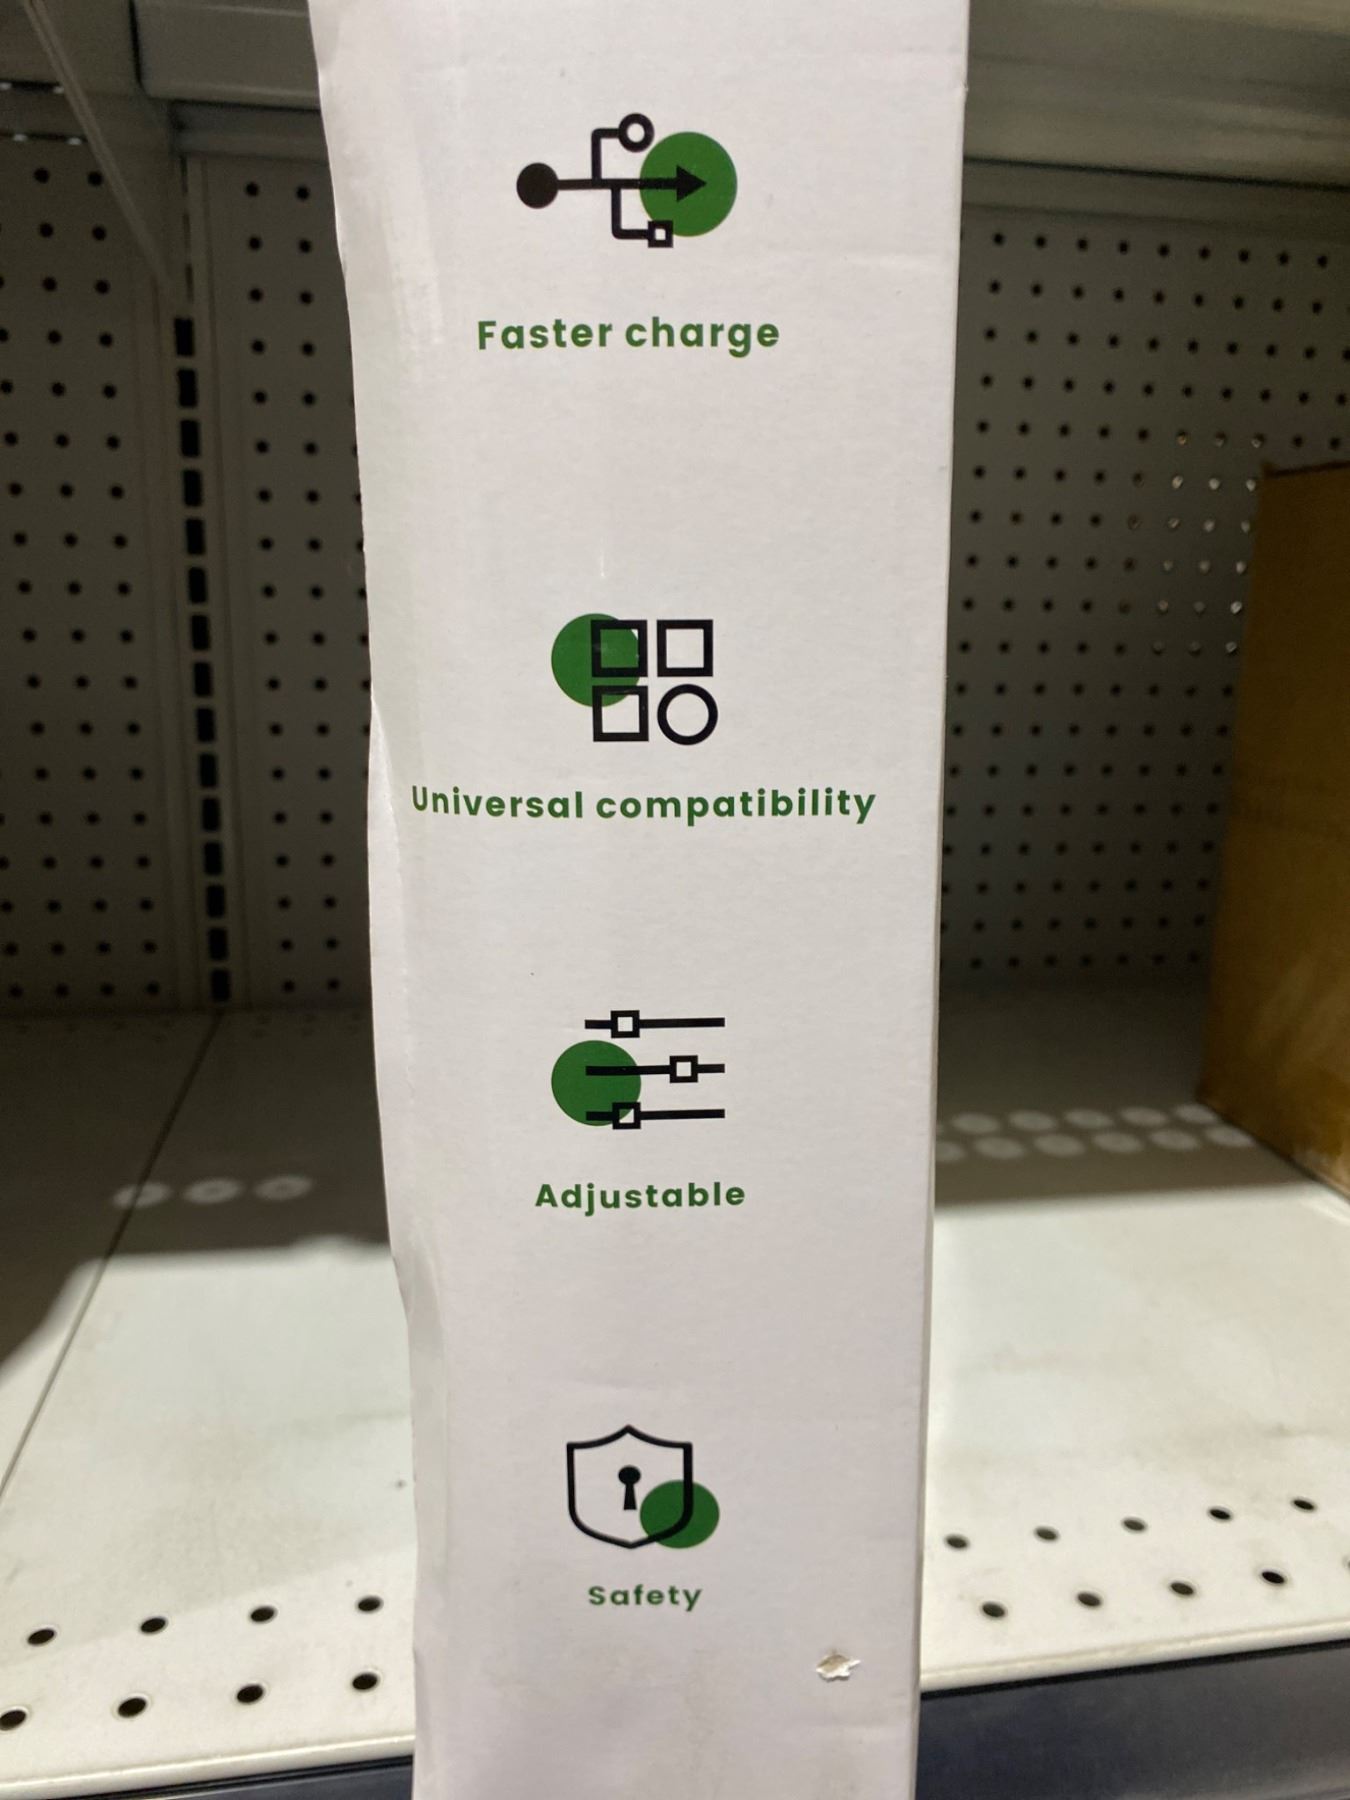 Faster charge
Universal compatibility
Adjustable
Safety